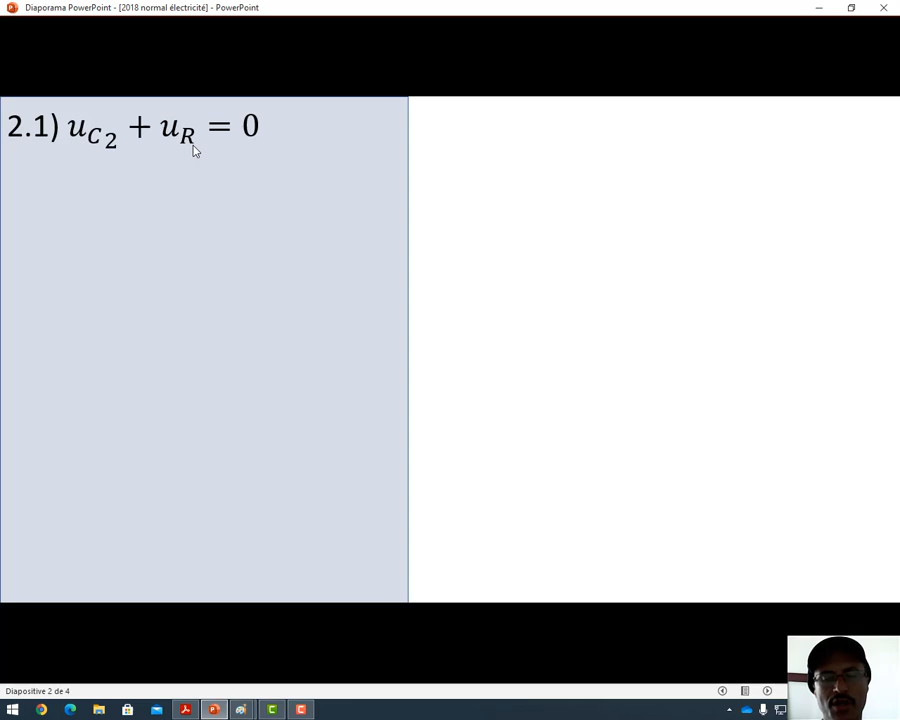 Diaporama PowerPoint - [2018 normal électricité] - PowerPoint
2.1) u_{C_2} + u_R = 0
Diapositive 2 de 4